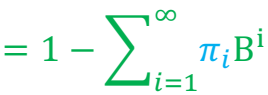 = 1 − ∑_{i=1}^{∞} π_i B^i